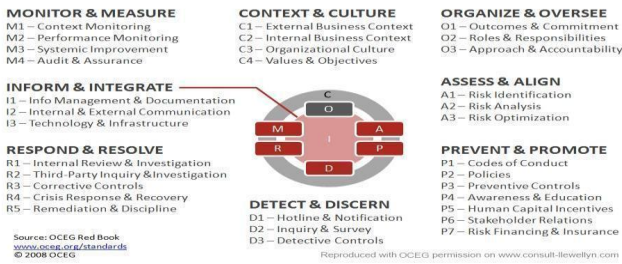 MONITOR & MEASURE
M1 – Context Monitoring
M2 – Performance Monitoring
M3 – Systemic Improvement
M4 – Audit & Assurance
CONTEXT & CULTURE
C1 – External Business Context
C2 – Internal Business Context
C3 – Organizational Culture
C4 – Values & Objectives
ORGANIZE & OVERSEE
O1 – Outcomes & Commitment
O2 – Roles & Responsibilities
O3 – Approach & Accountability
INFORM & INTEGRATE
I1 – Info Management & Documentation
I2 – Internal & External Communication
I3 – Technology & Infrastructure
C
O
M
A
I
R
P
D
ASSESS & ALIGN
A1 – Risk Identification
A2 – Risk Analysis
A3 – Risk Optimization
RESPOND & RESOLVE
R1 – Internal Review & Investigation
R2 – Third-Party Inquiry &Investigation
R3 – Corrective Controls
R4 – Crisis Response & Recovery
R5 – Remediation & Discipline
DETECT & DISCERN
D1 – Hotline & Notification
D2 – Inquiry & Survey
D3 – Detective Controls
PREVENT & PROMOTE
P1 – Codes of Conduct
P2 – Policies
P3 – Preventive Controls
P4 – Awareness & Education
P5 – Human Capital Incentives
P6 – Stakeholder Relations
P7 – Risk Financing & Insurance
Source: OCEG Red Book
www.oceg.org/standards
© 2008 OCEG
Reproduced with OCEG permission on www.consult-llewellyn.com